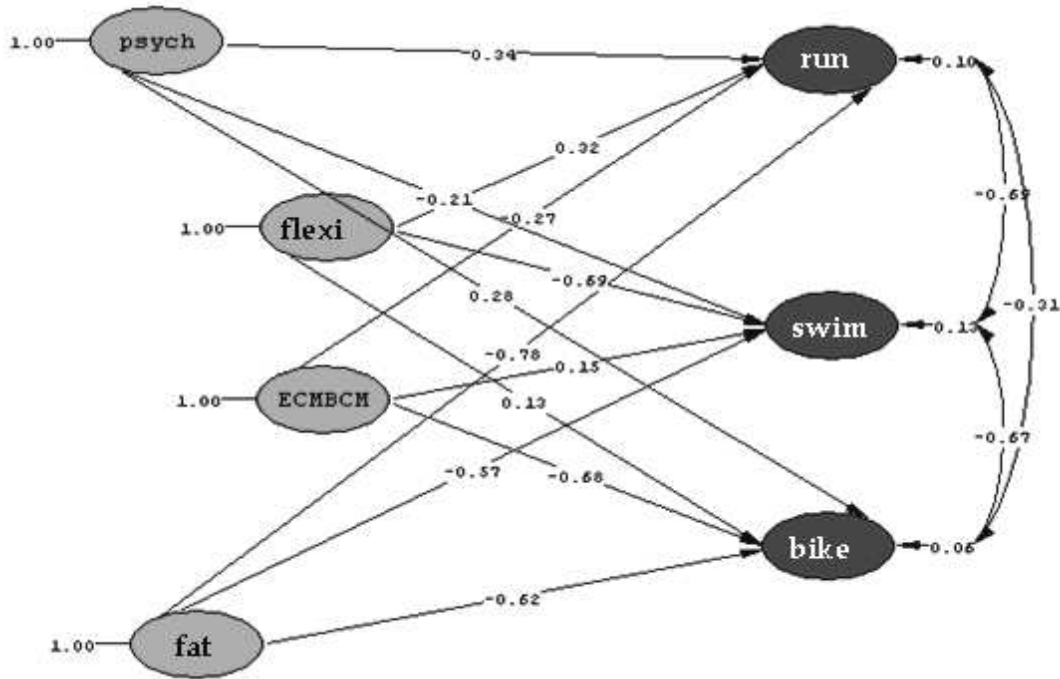 1.00 psych 0.34 run 0.10
0.32
-0.21 -0.27 -0.69
1.00 flexi
-0.69
0.28 -0.31
swim 0.13
-0.78
0.15
1.00 ECMBCM 0.13
-0.67
-0.57 -0.68
bike 0.06
-0.62
1.00 fat